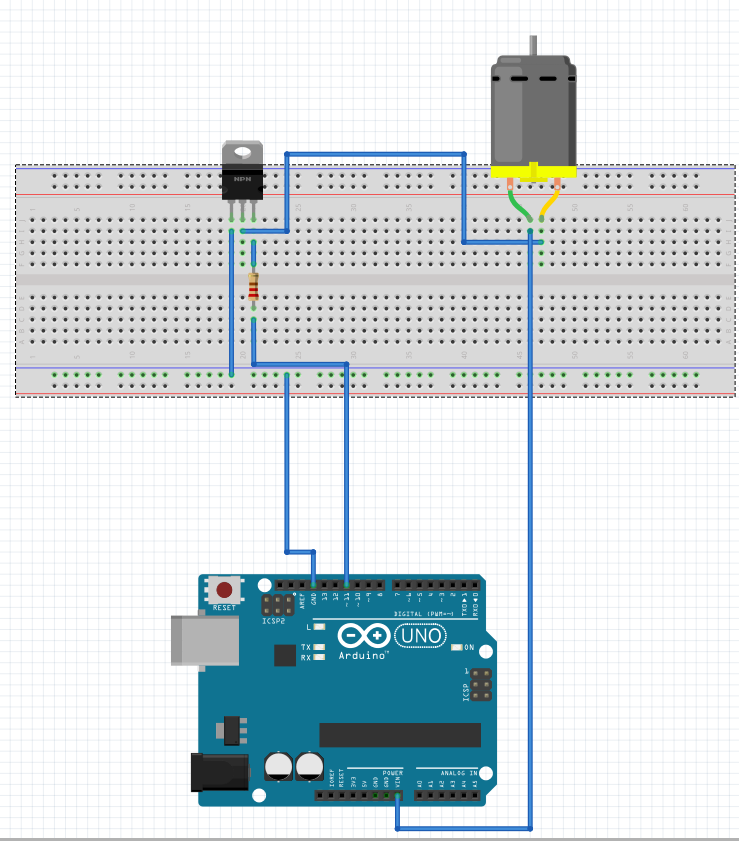 NPN
1 5 10 15 20 25 30 35 40 45 50 55 60
1 5 10 15 20 25 30 35 40 45 50 55 60
RESET
ICSP2
AREF
GND
13
12
~11
~10
~9
8
7
~6
~5
4
~3
2
TXD▶1
RXD◀0
DIGITAL (PWM=~)
L
TX
RX
Arduino™
UNO
ON
1
ICSP
POWER
ANALOG IN
IOREF
RESET
3V3
5V
GND
GND
VIN
A0
A1
A2
A3
A4
A5